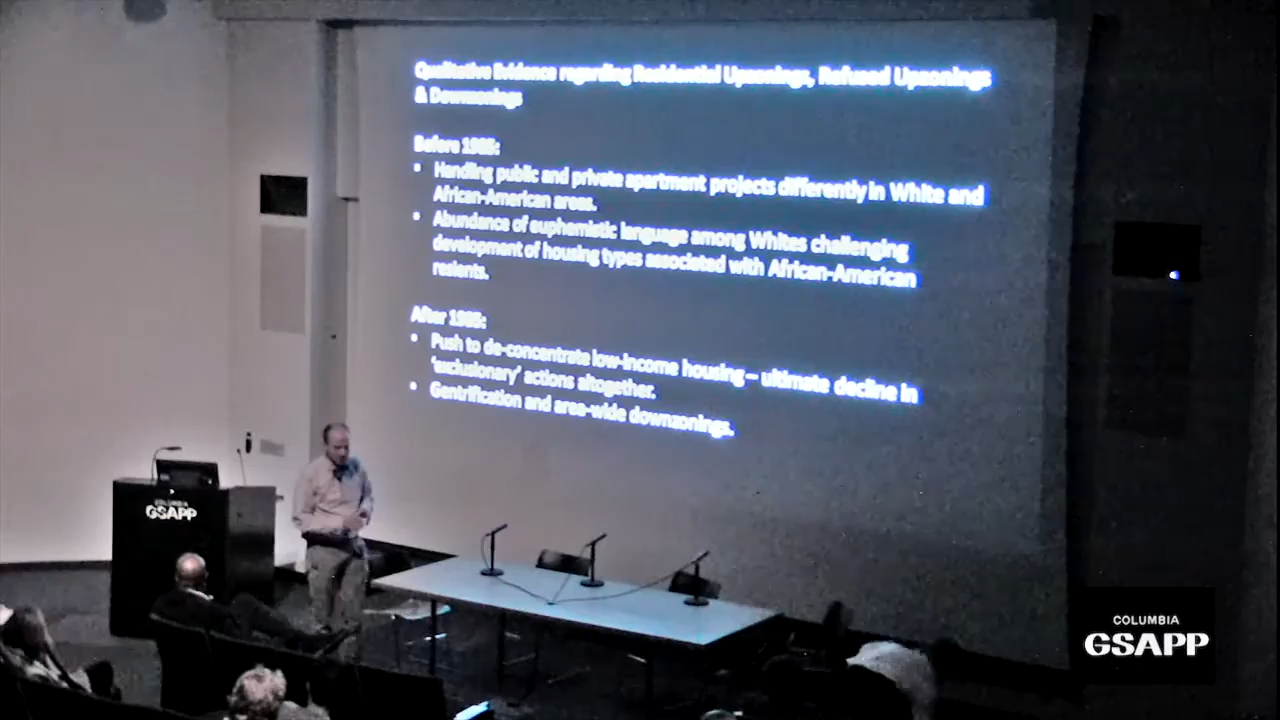 Qualitative Evidence regarding Residential Upzonings, Refused Upzonings
& Downzonings
Before 1985:
• Handling public and private apartment projects differently in White and
African-American areas.
• Abundance of euphemistic language among Whites challenging
development of housing types associated with African-American
resients.
After 1985:
• Push to de-concentrate low-income housing – ultimate decline in
'exclusionary' actions altogether.
• Gentrification and area-wide downzonings.
COLUMBIA
GSAPP
COLUMBIA
GSAPP